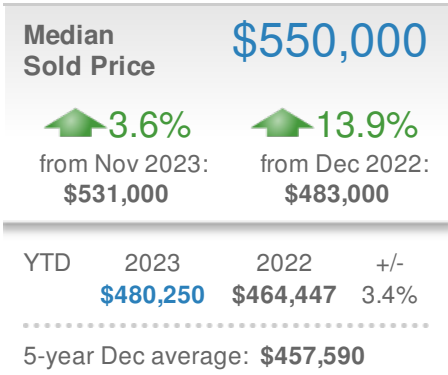 Median
Sold Price
$550,000
3.6%
from Nov 2023:
$531,000
13.9%
from Dec 2022:
$483,000
YTD 2023 2022 +/-
$480,250 $464,447 3.4%
5-year Dec average: $457,590